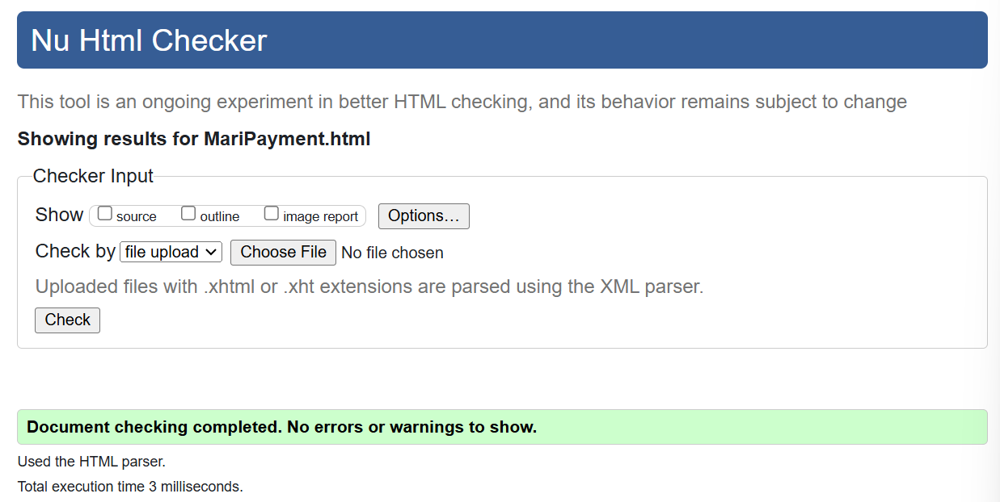 Nu Html Checker
This tool is an ongoing experiment in better HTML checking, and its behavior remains subject to change
Showing results for MariPayment.html
Checker Input
Show source outline image report Options...
Check by file upload Choose File No file chosen
Uploaded files with .xhtml or .xht extensions are parsed using the XML parser.
Check
Document checking completed. No errors or warnings to show.
Used the HTML parser.
Total execution time 3 milliseconds.